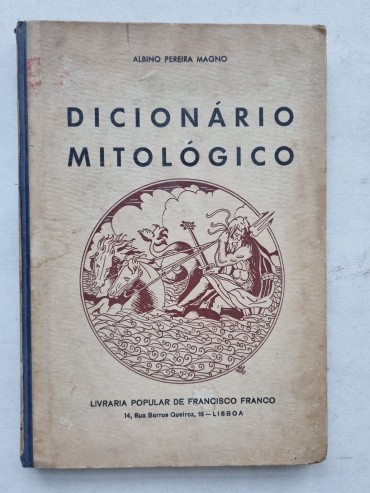 ALBINO PEREIRA MAGNO
DICIONÁRIO
MITOLÓGICO
LIVRARIA POPULAR DE FRANCISCO FRANCO
14, Rua Barros Queiroz, 18 — LISBOA